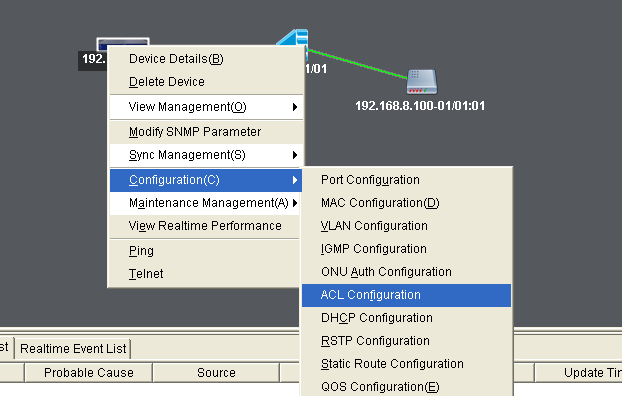 192.
1/01
192.168.8.100-01/01:01
Device Details(B)
Delete Device
View Management(O)
Modify SNMP Parameter
Sync Management(S)
Configuration(C)
Maintenance Management(A)
View Realtime Performance
Ping
Telnet
Port Configuration
MAC Configuration(D)
VLAN Configuration
IGMP Configuration
ONU Auth Configuration
ACL Configuration
DHCP Configuration
RSTP Configuration
Static Route Configuration
QOS Configuration(E)
st Realtime Event List
Probable Cause Source Update Tim